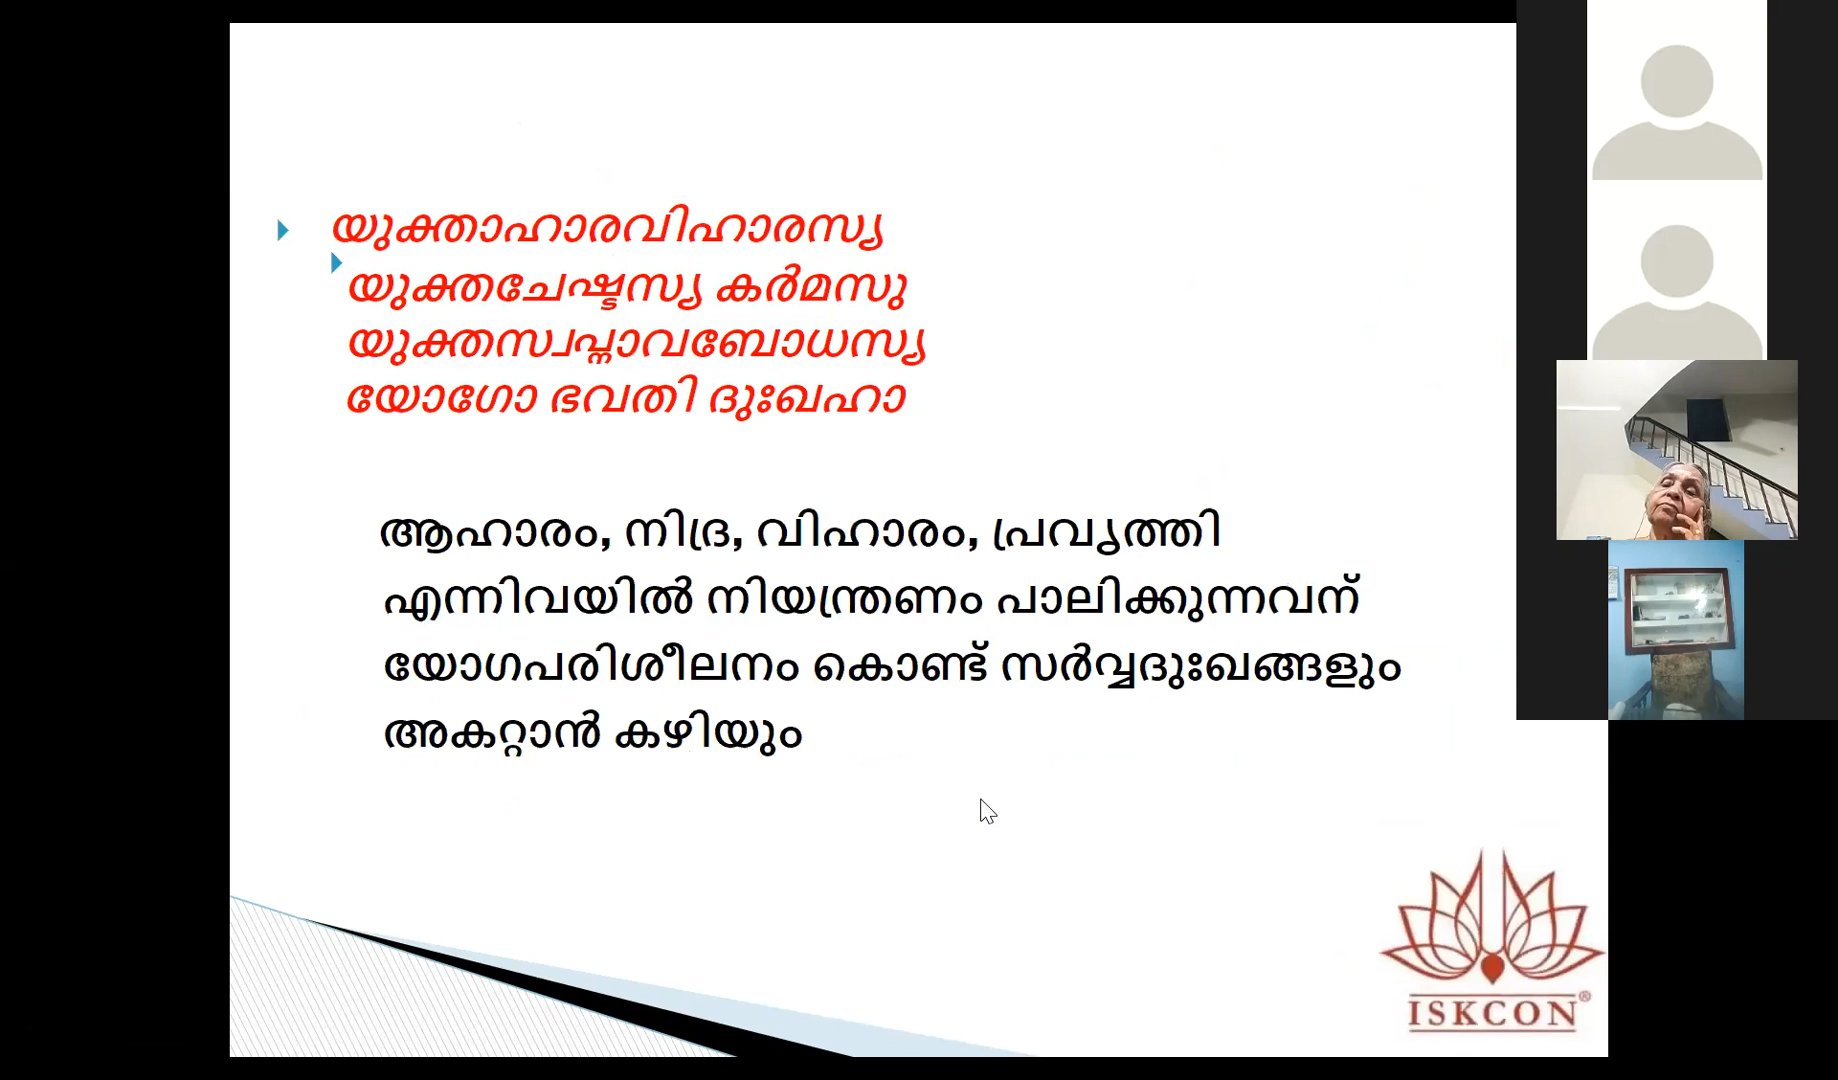 യുക്താഹാരവിഹാരസ്യ
യുക്തചേഷ്ടസ്യ കർമസു
യുക്തസ്വപ്നാവബോധസ്യ
യോഗോ ഭവതി ദുഃഖഹാ
ആഹാരം, നിദ്ര, വിഹാരം, പ്രവൃത്തി
എന്നിവയിൽ നിയന്ത്രണം പാലിക്കുന്നവന്
യോഗപരിശീലനം കൊണ്ട് സർവ്വദുഃഖങ്ങളും
അകറ്റാൻ കഴിയും
ISKCON®